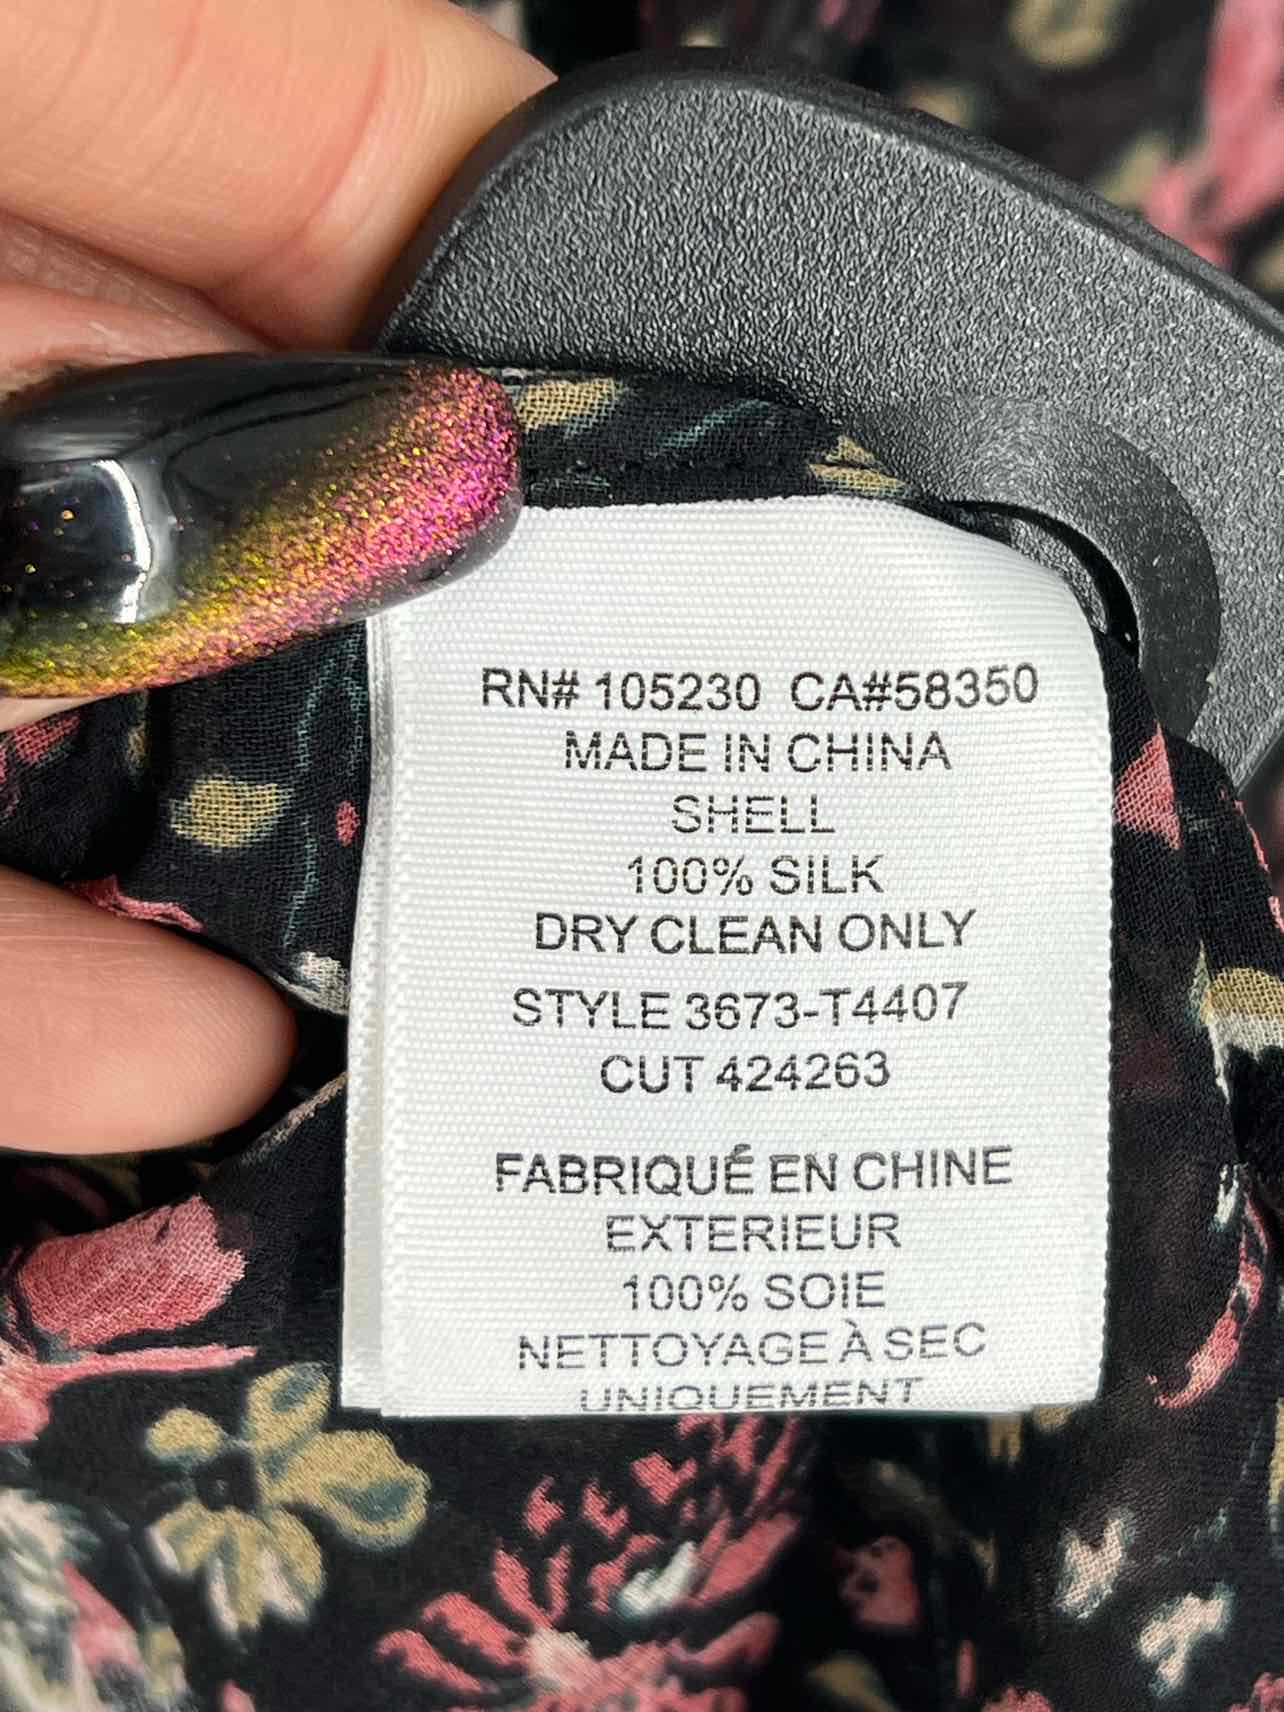 RN# 105230 CA#58350
MADE IN CHINA
SHELL
100% SILK
DRY CLEAN ONLY
STYLE 3673-T4407
CUT 424263
FABRIQUÉ EN CHINE
EXTERIEUR
100% SOIE
NETTOYAGE À SEC
UNIQUEMENT